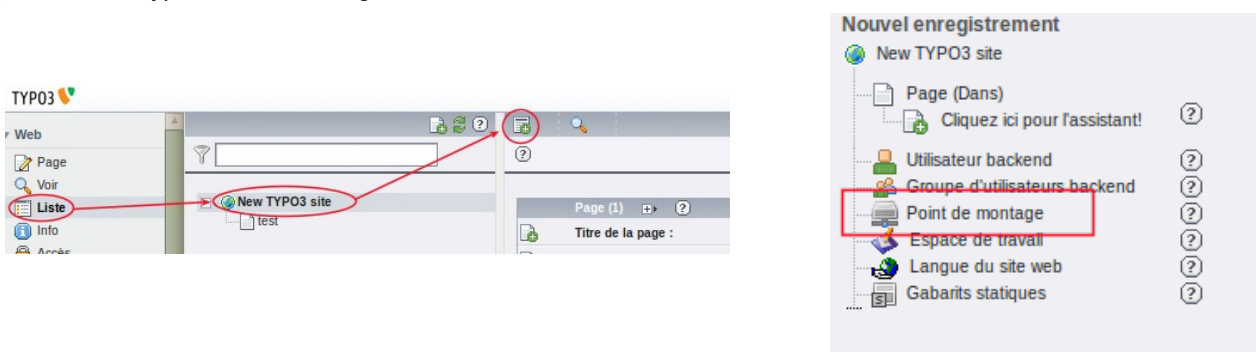 TYPO3
Web
Page
Voir
Liste
Info
Accès
New TYPO3 site
test
Page (1)
Titre de la page :
Nouvel enregistrement
New TYPO3 site
Page (Dans)
Cliquez ici pour l'assistant!
Utilisateur backend
Groupe d'utilisateurs backend
Point de montage
Espace de travail
Langue du site web
Gabarits statiques